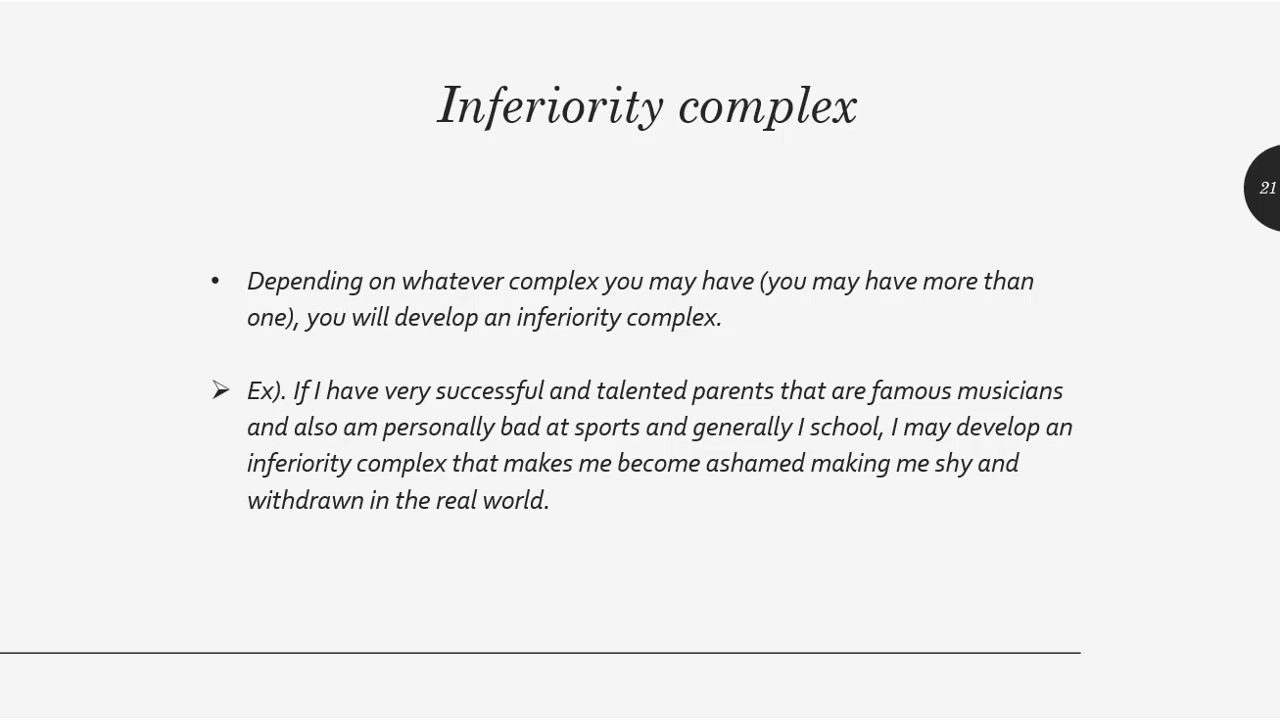 Inferiority complex
21
• Depending on whatever complex you may have (you may have more than
one), you will develop an inferiority complex.
➢ Ex). If I have very successful and talented parents that are famous musicians
and also am personally bad at sports and generally I school, I may develop an
inferiority complex that makes me become ashamed making me shy and
withdrawn in the real world.